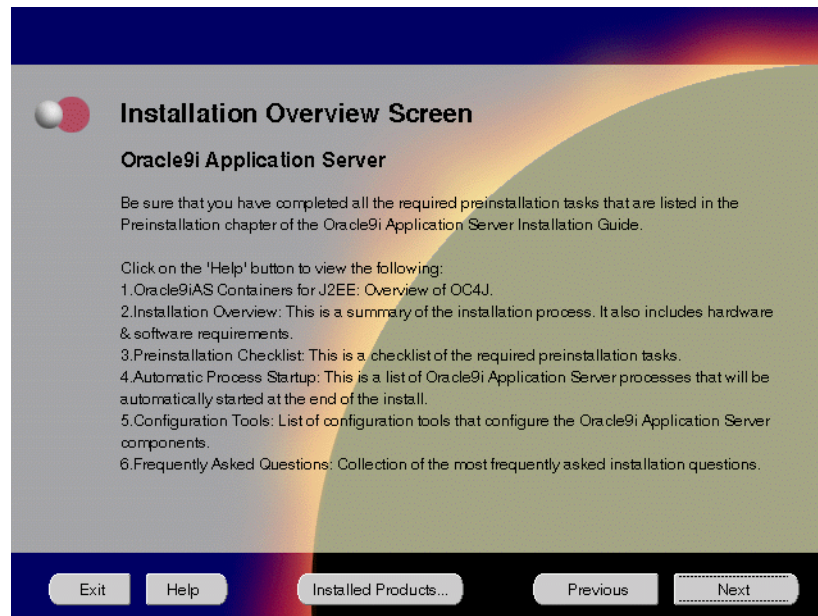 Installation Overview Screen
Oracle9i Application Server
Be sure that you have completed all the required preinstallation tasks that are listed in the
Preinstallation chapter of the Oracle9i Application Server Installation Guide.
Click on the 'Help' button to view the following:
1.Oracle9iAS Containers for J2EE: Overview of OC4J.
2.Installation Overview: This is a summary of the installation process. It also includes hardware
& software requirements.
3.Preinstallation Checklist: This is a checklist of the required preinstallation tasks.
4.Automatic Process Startup: This is a list of Oracle9i Application Server processes that will be
automatically started at the end of the install.
5.Configuration Tools: List of configuration tools that configure the Oracle9i Application Server
components.
6.Frequently Asked Questions: Collection of the most frequently asked installation questions.
Exit Help Installed Products... Previous Next